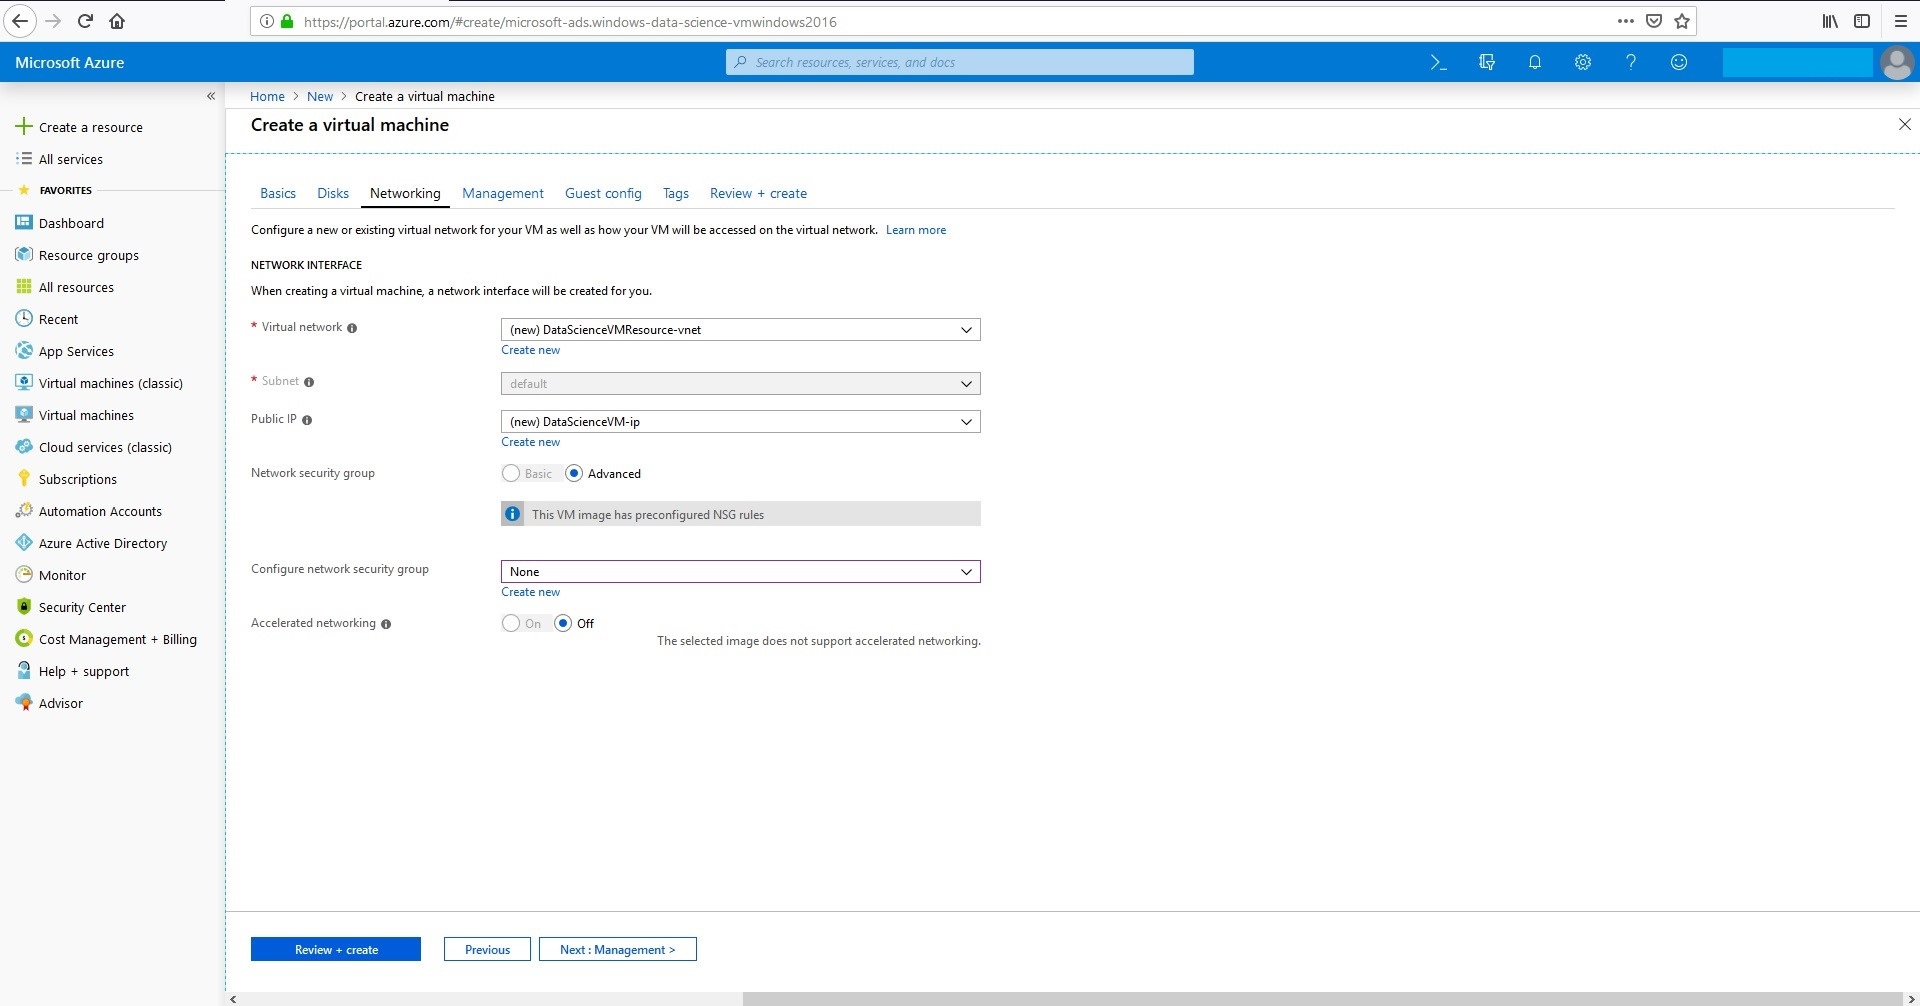 https://portal.azure.com/#create/microsoft-ads.windows-data-science-vmwindows2016
Microsoft Azure
Search resources, services, and docs
Create a resource
All services
FAVORITES
Dashboard
Resource groups
All resources
Recent
App Services
Virtual machines (classic)
Virtual machines
Cloud services (classic)
Subscriptions
Automation Accounts
Azure Active Directory
Monitor
Security Center
Cost Management + Billing
Help + support
Advisor
Home > New > Create a virtual machine
Create a virtual machine
Basics Disks Networking Management Guest config Tags Review + create
Configure a new or existing virtual network for your VM as well as how your VM will be accessed on the virtual network. Learn more
NETWORK INTERFACE
When creating a virtual machine, a network interface will be created for you.
* Virtual network (new) DataScienceVMResource-vnet
Create new
* Subnet default
Public IP (new) DataScienceVM-ip
Create new
Network security group Basic Advanced
This VM image has preconfigured NSG rules
Configure network security group None
Create new
Accelerated networking On Off
The selected image does not support accelerated networking.
Review + create Previous Next : Management >